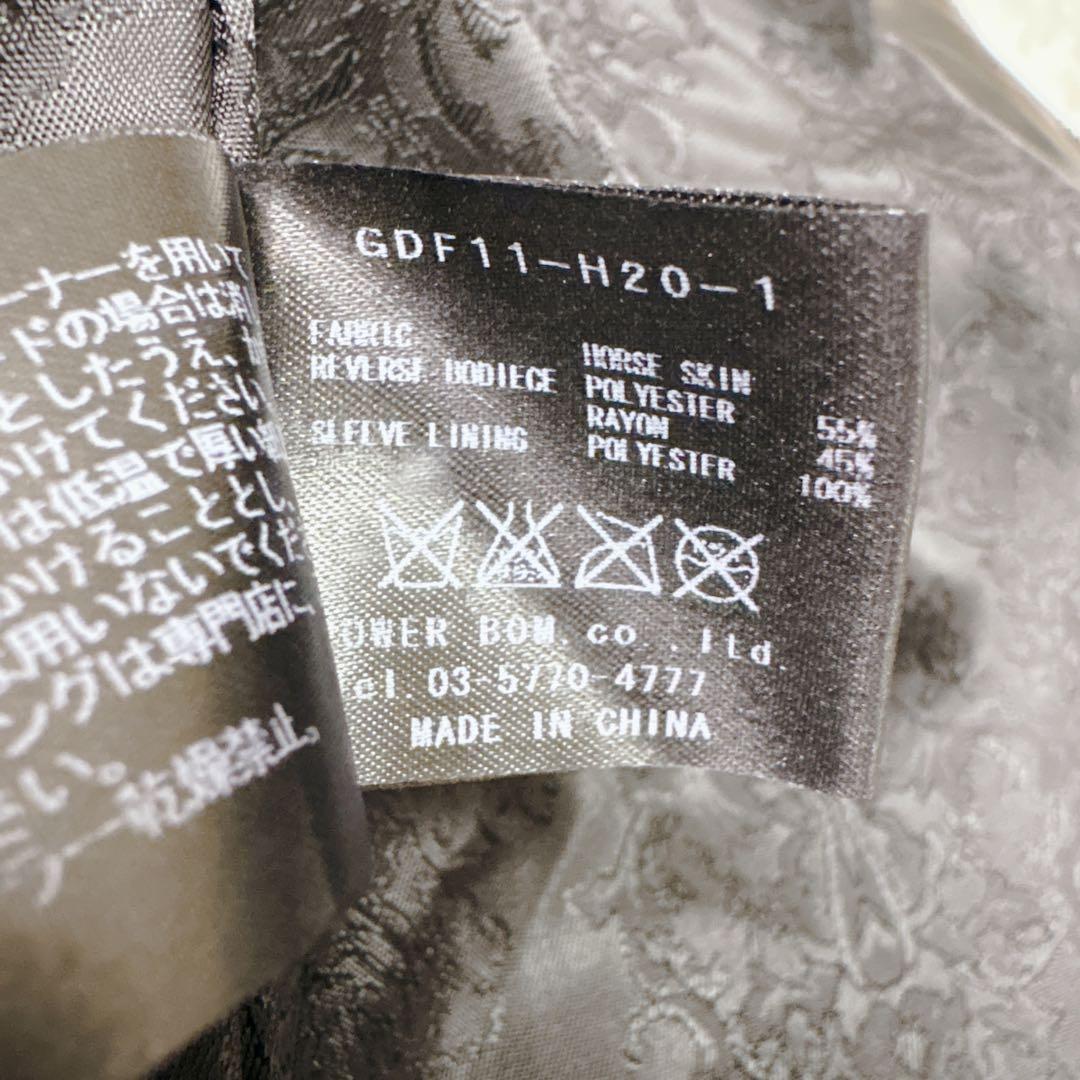 ーナーを用いて
ドの場合は
としたうえ、
かけてください
は低温で厚い
かけることとし
用いないでくだ
ングは専門店に
さい。
乾燥禁止
GDF11-H20-1
FABRIC HORSE SKIN
REVERSE BODIECE POLYESTER 55%
RAYON 45%
SLEEVE LINING POLYESTER 100%
OWER BOM.co.,lLd.
el.03-5770-4777
MADE IN CHINA